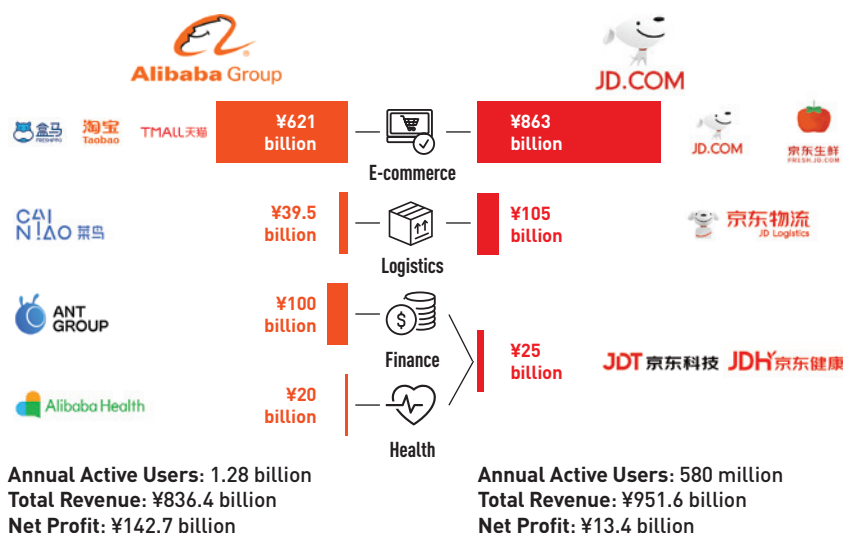 Alibaba Group
JD.COM
盒马
FRESHIPPO
淘宝
Taobao
TMALL天猫
¥621
billion
E-commerce
¥863
billion
JD.COM
京东生鲜
FRESH.JD.COM
CAI
NIAO 菜鸟
¥39.5
billion
Logistics
¥105
billion
京东物流
JD Logistics
ANT
GROUP
¥100
billion
$
Finance
¥25
billion
JDT 京东科技 JDH 京东健康
Alibaba Health
¥20
billion
Health
Annual Active Users: 1.28 billion
Total Revenue: ¥836.4 billion
Net Profit: ¥142.7 billion
Annual Active Users: 580 million
Total Revenue: ¥951.6 billion
Net Profit: ¥13.4 billion